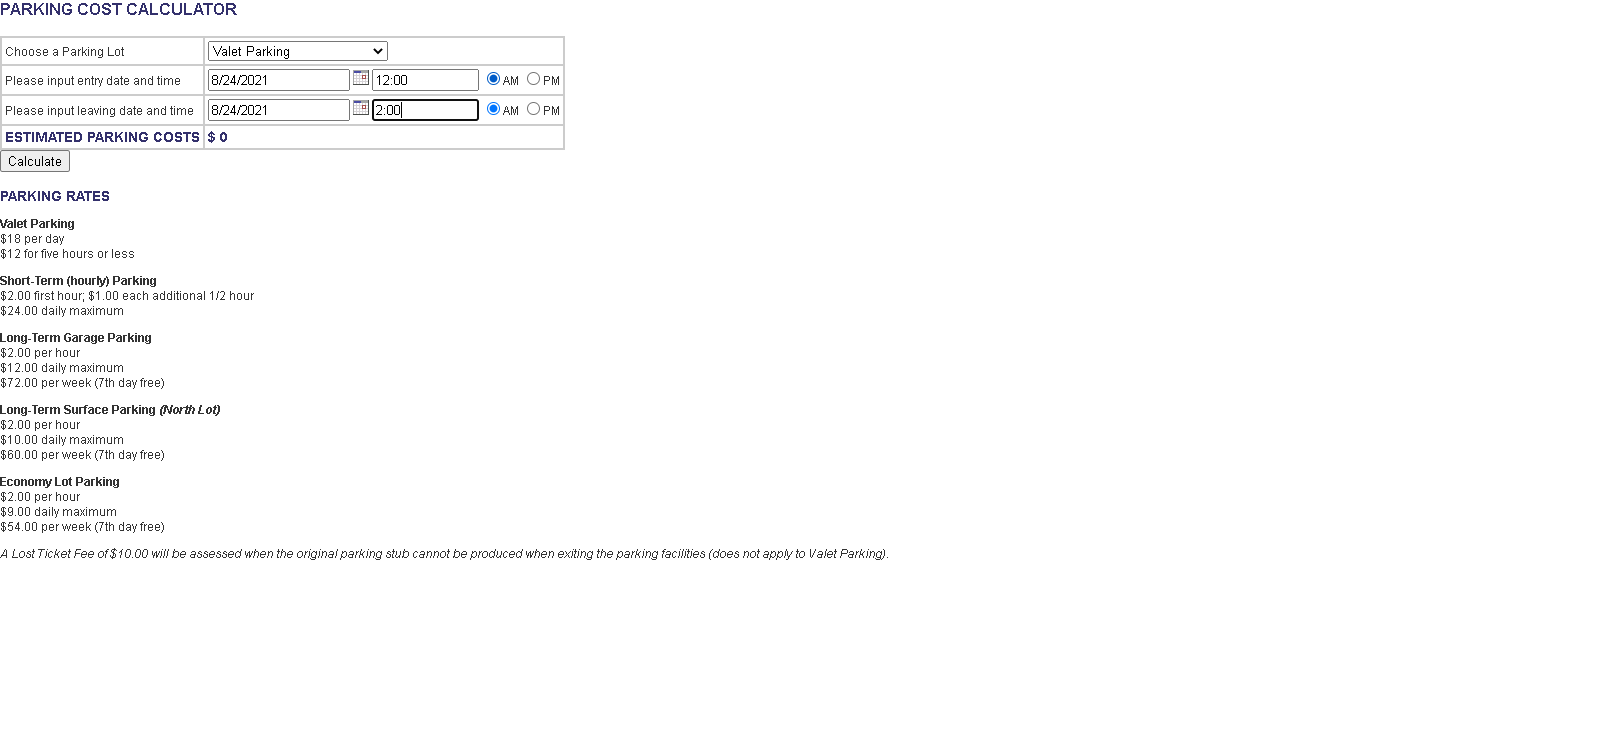 PARKING COST CALCULATOR
Choose a Parking Lot Valet Parking
Please input entry date and time 8/24/2021 12:00 AM PM
Please input leaving date and time 8/24/2021 2:00 AM PM
ESTIMATED PARKING COSTS $ 0
Calculate
PARKING RATES
Valet Parking
$18 per day
$12 for five hours or less
Short-Term (hourly) Parking
$2.00 first hour; $1.00 each additional 1/2 hour
$24.00 daily maximum
Long-Term Garage Parking
$2.00 per hour
$12.00 daily maximum
$72.00 per week (7th day free)
Long-Term Surface Parking (North Lot)
$2.00 per hour
$10.00 daily maximum
$60.00 per week (7th day free)
Economy Lot Parking
$2.00 per hour
$9.00 daily maximum
$54.00 per week (7th day free)
A Lost Ticket Fee of $10.00 will be assessed when the original parking stub cannot be produced when exiting the parking facilities (does not apply to Valet Parking).